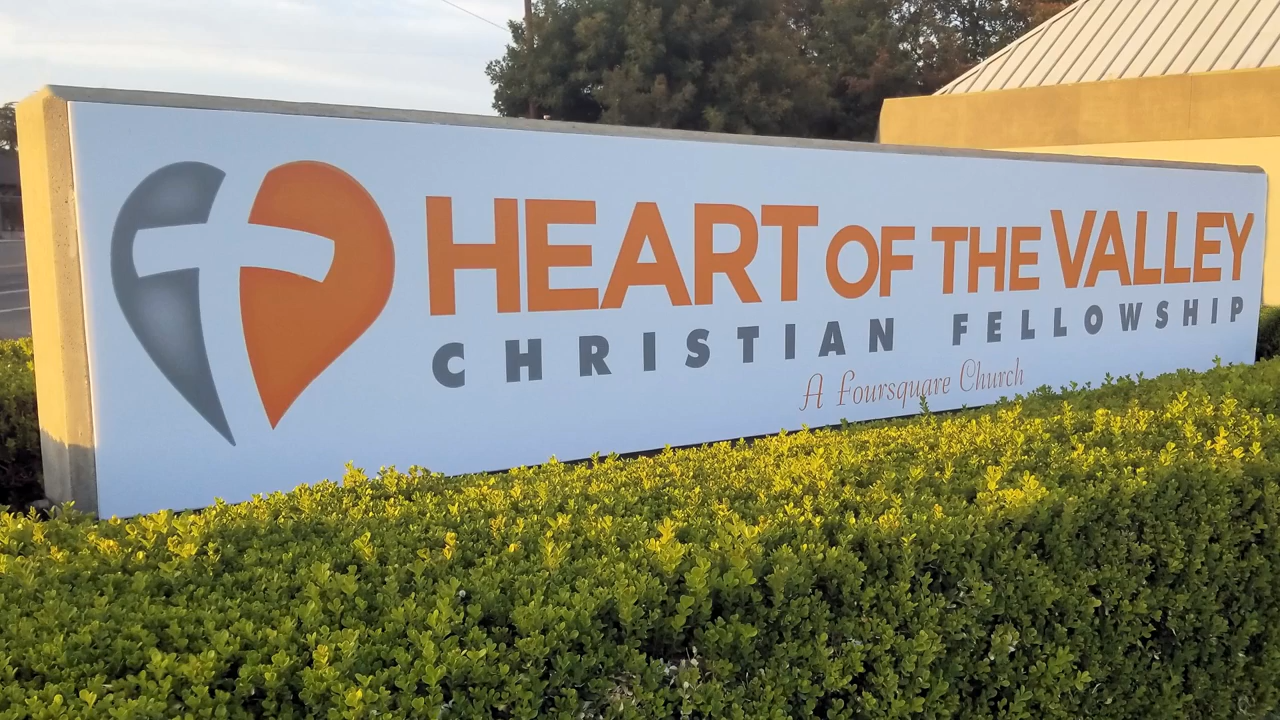 HEART OF THE VALLEY
CHRISTIAN FELLOWSHIP
A Foursquare Church